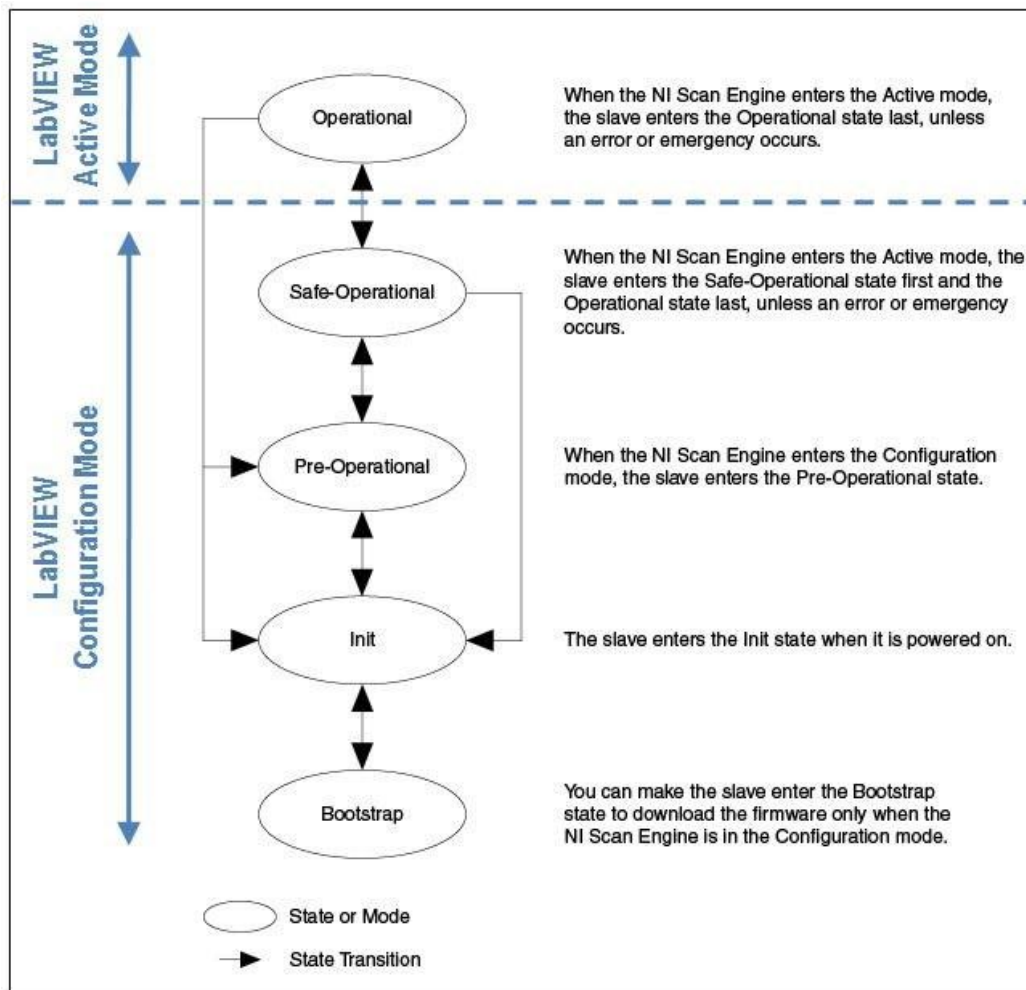 LabVIEW
Active Mode
Operational
When the NI Scan Engine enters the Active mode,
the slave enters the Operational state last, unless
an error or emergency occurs.
LabVIEW
Configuration Mode
Safe-Operational
When the NI Scan Engine enters the Active mode, the
slave enters the Safe-Operational state first and the
Operational state last, unless an error or emergency
occurs.
Pre-Operational
When the NI Scan Engine enters the Configuration
mode, the slave enters the Pre-Operational state.
Init
The slave enters the Init state when it is powered on.
Bootstrap
You can make the slave enter the Bootstrap
state to download the firmware only when the
NI Scan Engine is in the Configuration mode.
State or Mode
State Transition